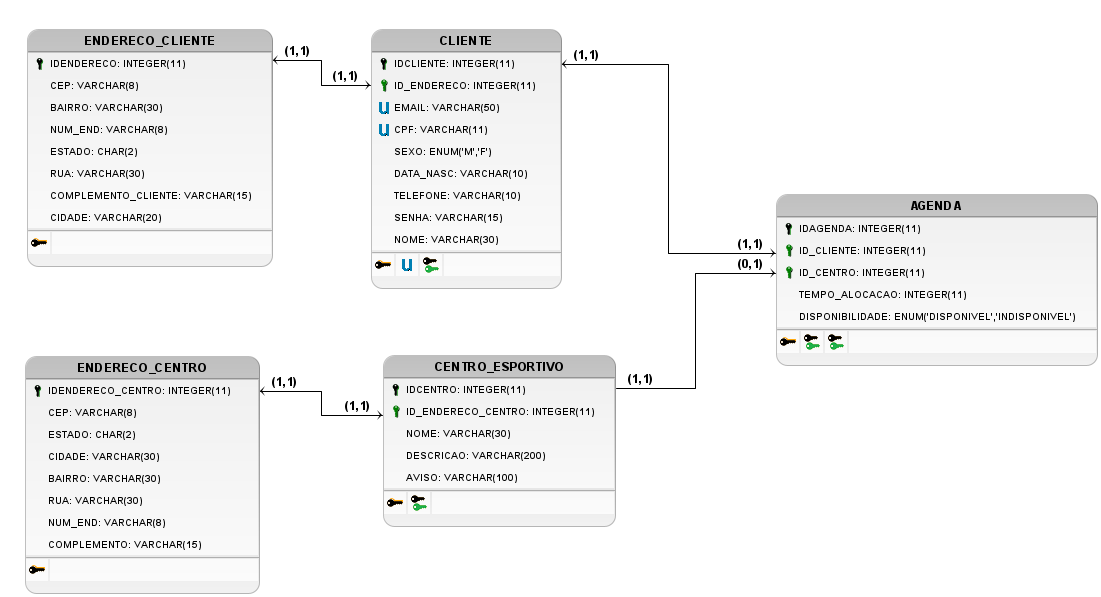 ENDERECO_CLIENTE
IDENDERECO: INTEGER(11)
CEP: VARCHAR(8)
BAIRRO: VARCHAR(30)
NUM_END: VARCHAR(8)
ESTADO: CHAR(2)
RUA: VARCHAR(30)
COMPLEMENTO_CLIENTE: VARCHAR(15)
CIDADE: VARCHAR(20)
(1,1)
(1,1)
CLIENTE
IDCLIENTE: INTEGER(11)
ID_ENDERECO: INTEGER(11)
U EMAIL: VARCHAR(50)
U CPF: VARCHAR(11)
SEXO: ENUM('M','F')
DATA_NASC: VARCHAR(10)
TELEFONE: VARCHAR(10)
SENHA: VARCHAR(15)
NOME: VARCHAR(30)
U
(1,1)
(1,1)
(0,1)
AGENDA
IDAGENDA: INTEGER(11)
ID_CLIENTE: INTEGER(11)
ID_CENTRO: INTEGER(11)
TEMPO_ALOCACAO: INTEGER(11)
DISPONIBILIDADE: ENUM('DISPONIVEL','INDISPONIVEL')
ENDERECO_CENTRO
IDENDERECO_CENTRO: INTEGER(11)
CEP: VARCHAR(8)
ESTADO: CHAR(2)
CIDADE: VARCHAR(30)
BAIRRO: VARCHAR(30)
RUA: VARCHAR(30)
NUM_END: VARCHAR(8)
COMPLEMENTO: VARCHAR(15)
(1,1)
(1,1)
CENTRO_ESPORTIVO
IDCENTRO: INTEGER(11)
ID_ENDERECO_CENTRO: INTEGER(11)
NOME: VARCHAR(30)
DESCRICAO: VARCHAR(200)
AVISO: VARCHAR(100)
(1,1)